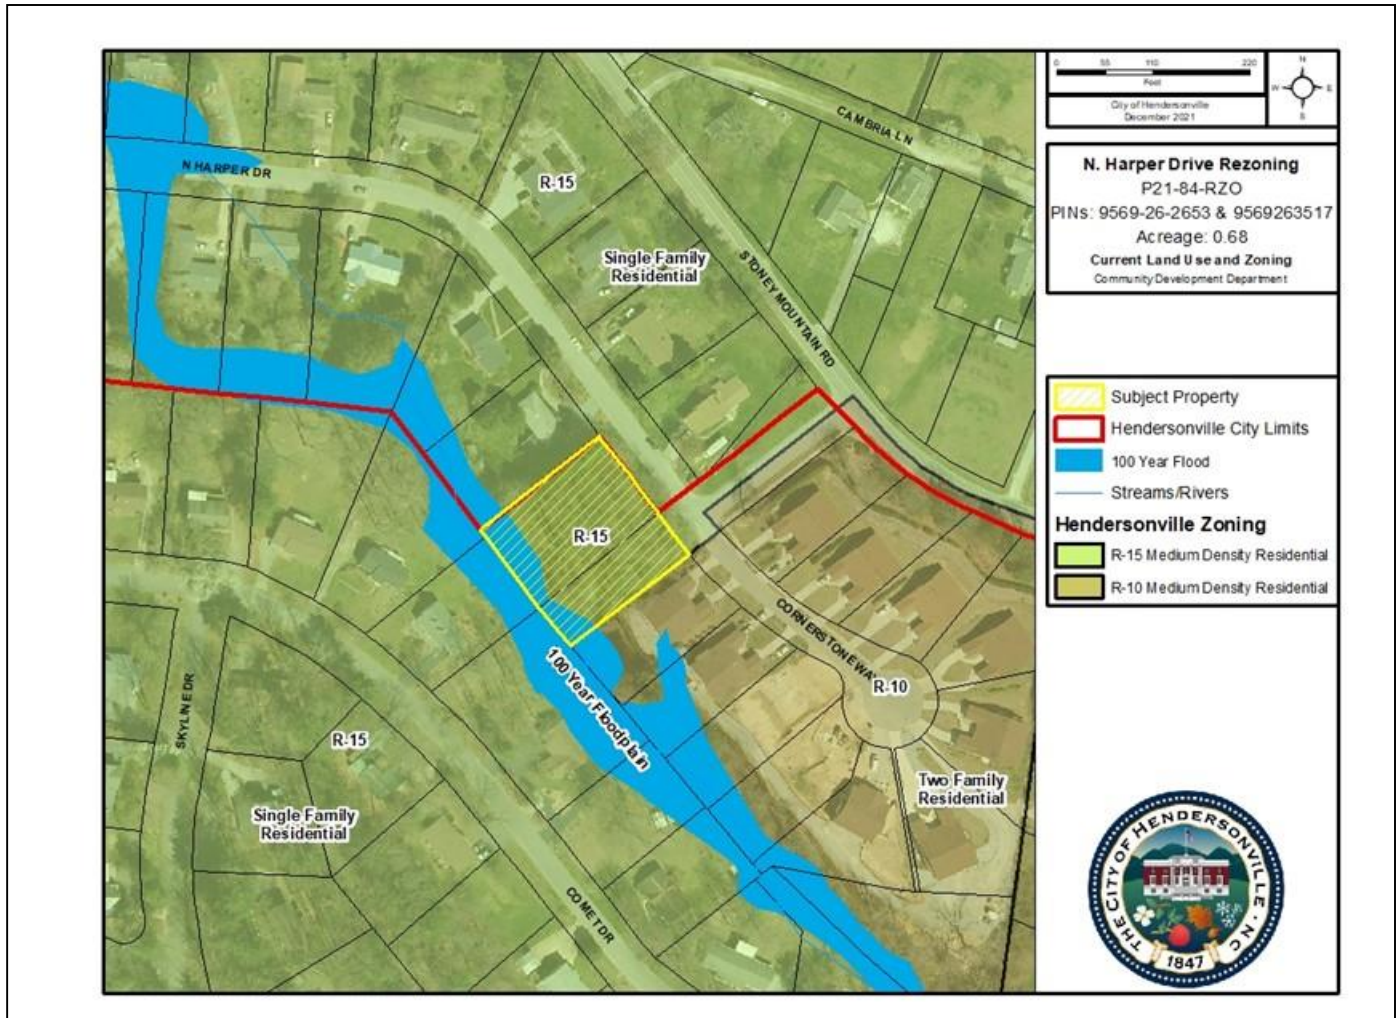 0 55 110 220
Feet
N
W E
S
City of Hendersonville
December 2021
N. Harper Drive Rezoning
P21-84-RZO
PINs: 9569-26-2653 & 9569263517
Acreage: 0.68
Current Land Use and Zoning
Community Development Department
Subject Property
Hendersonville City Limits
100 Year Flood
Streams/Rivers
Hendersonville Zoning
R-15 Medium Density Residential
R-10 Medium Density Residential
CAMBRIA LN
N HARPER DR
R-15
Single Family
Residential
STONEY MOUNTAIN RD
R-15
CORNERSTONE WAY
R-10
100 Year Floodplain
SKYLINE DR
R-15
Two Family
Residential
Single Family
Residential
COMET DR
THE CITY OF HENDERSONVILLE · NC
1847